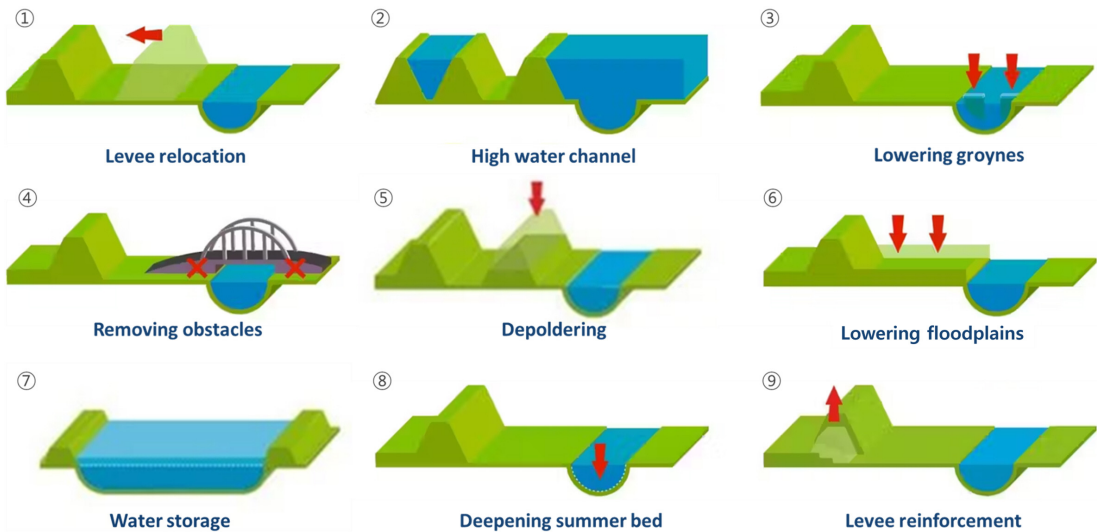 ①
Levee relocation
②
High water channel
③
Lowering groynes
④
Removing obstacles
⑤
Depoldering
⑥
Lowering floodplains
⑦
Water storage
⑧
Deepening summer bed
⑨
Levee reinforcement